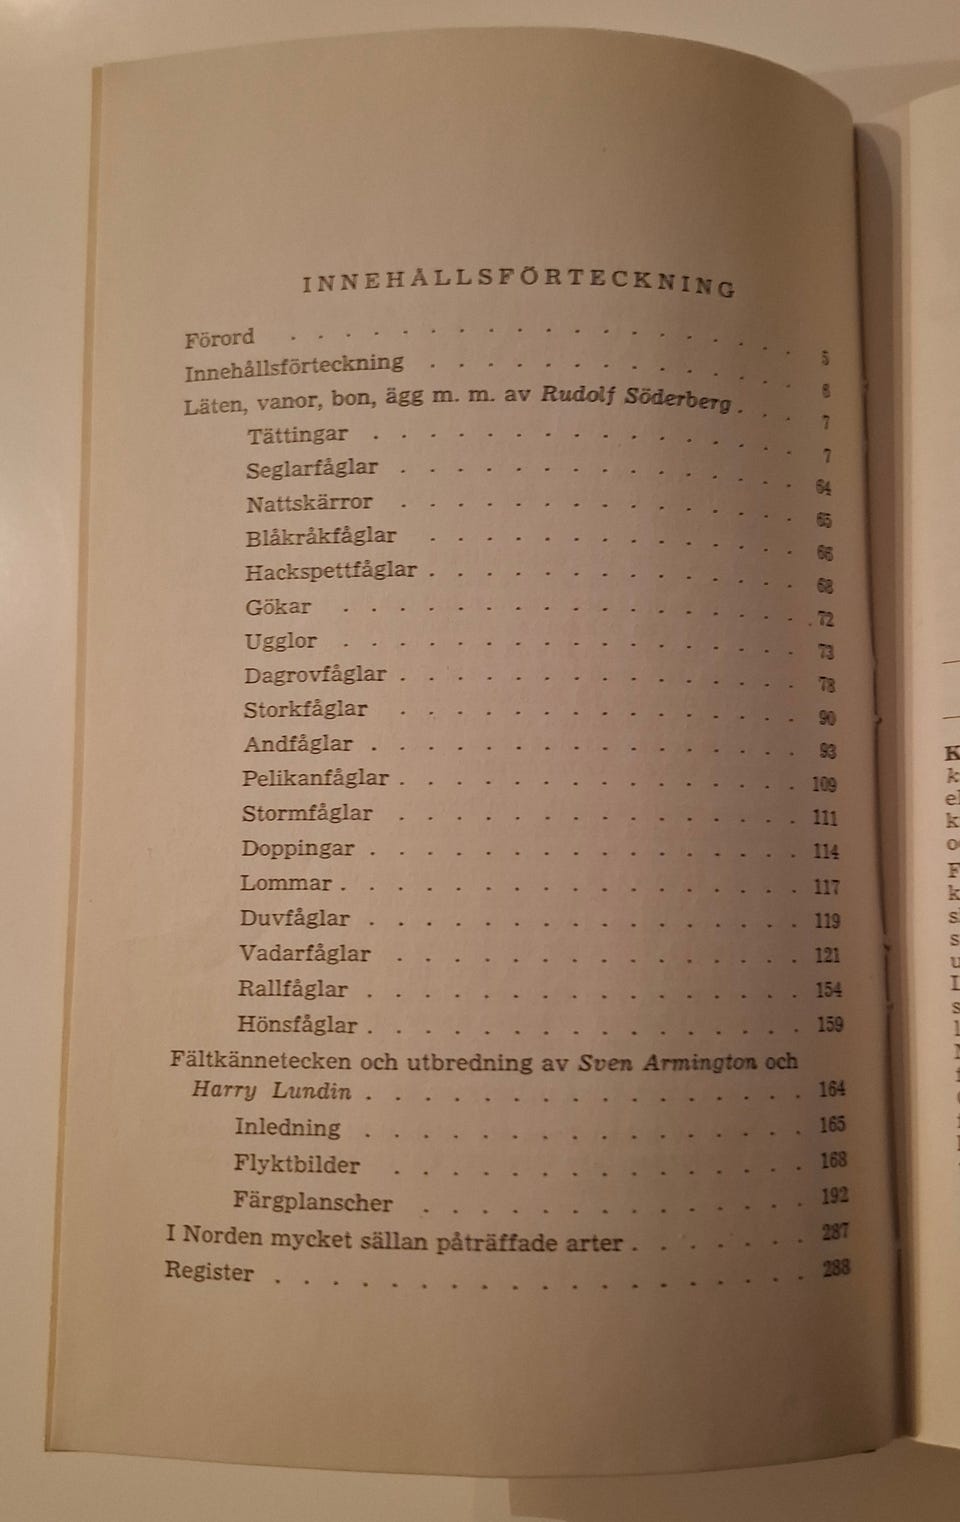 INNEHÅLLSFÖRTECKNING
Förord . . . . . . . . . . . . . . . . . . 5
Innehållsförteckning . . . . . . . . . . . . . 6
Läten, vanor, bon, ägg m. m. av Rudolf Söderberg . . . 7
Tättingar . . . . . . . . . . . . . . . 7
Seglarfåglar . . . . . . . . . . . . . . 64
Nattskärror . . . . . . . . . . . . . . 65
Blåkråkfåglar . . . . . . . . . . . . . 66
Hackspettfåglar . . . . . . . . . . . . . 68
Gökar . . . . . . . . . . . . . . . . 72
Ugglor . . . . . . . . . . . . . . . . 73
Dagrovfåglar . . . . . . . . . . . . . . 78
Storkfåglar . . . . . . . . . . . . . . 90
Andfåglar . . . . . . . . . . . . . . . 93
Pelikanfåglar . . . . . . . . . . . . . . 109
Stormfåglar . . . . . . . . . . . . . . 111
Doppingar . . . . . . . . . . . . . . . 114
Lommar . . . . . . . . . . . . . . . . 117
Duvfåglar . . . . . . . . . . . . . . . 119
Vadarfåglar . . . . . . . . . . . . . . 121
Rallfåglar . . . . . . . . . . . . . . . 154
Hönsfåglar . . . . . . . . . . . . . . . 159
Fältkännetecken och utbredning av Sven Armington och
Harry Lundin . . . . . . . . . . . . . . . 164
Inledning . . . . . . . . . . . . . . . 165
Flyktbilder . . . . . . . . . . . . . . 168
Färgplanscher . . . . . . . . . . . . . 192
I Norden mycket sällan påträffade arter . . . . . . . 287
Register . . . . . . . . . . . . . . . . . . 288